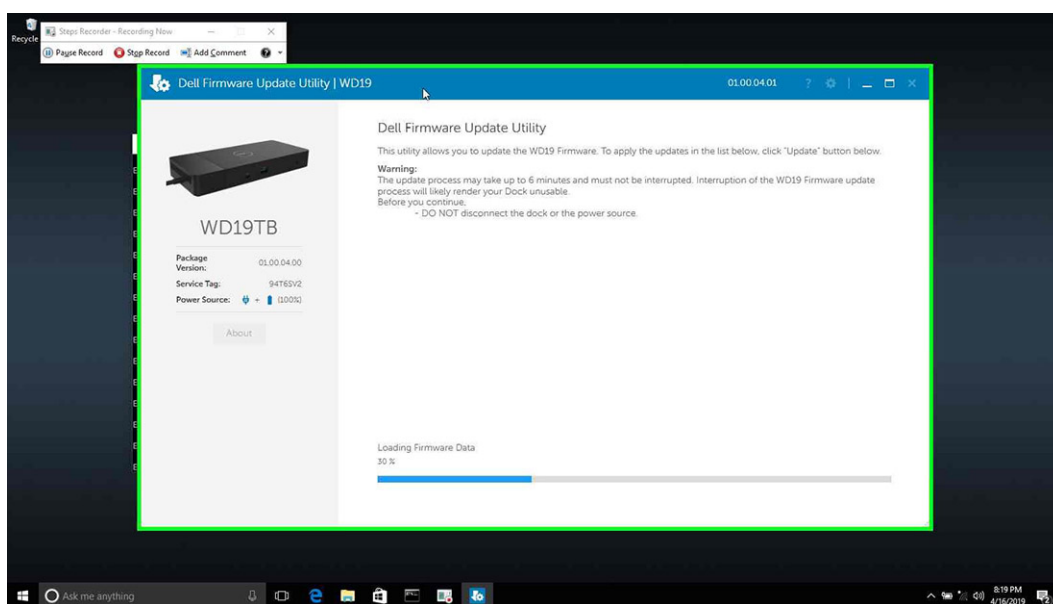 Recycle
Steps Recorder - Recording Now
Pause Record Stop Record Add Comment
Dell Firmware Update Utility | WD19 01.00.04.01 ?
Dell Firmware Update Utility
This utility allows you to update the WD19 Firmware. To apply the updates in the list below, click "Update" button below.
Warning:
The update process may take up to 6 minutes and must not be interrupted. Interruption of the WD19 Firmware update
process will likely render your Dock unusable.
Before you continue,
- DO NOT disconnect the dock or the power source.
WD19TB
Package
Version: 01.00.04.00
Service Tag: 94T6SV2
Power Source: + (100%)
About
Loading Firmware Data
30 %
Ask me anything
8:19 PM
4/16/2019